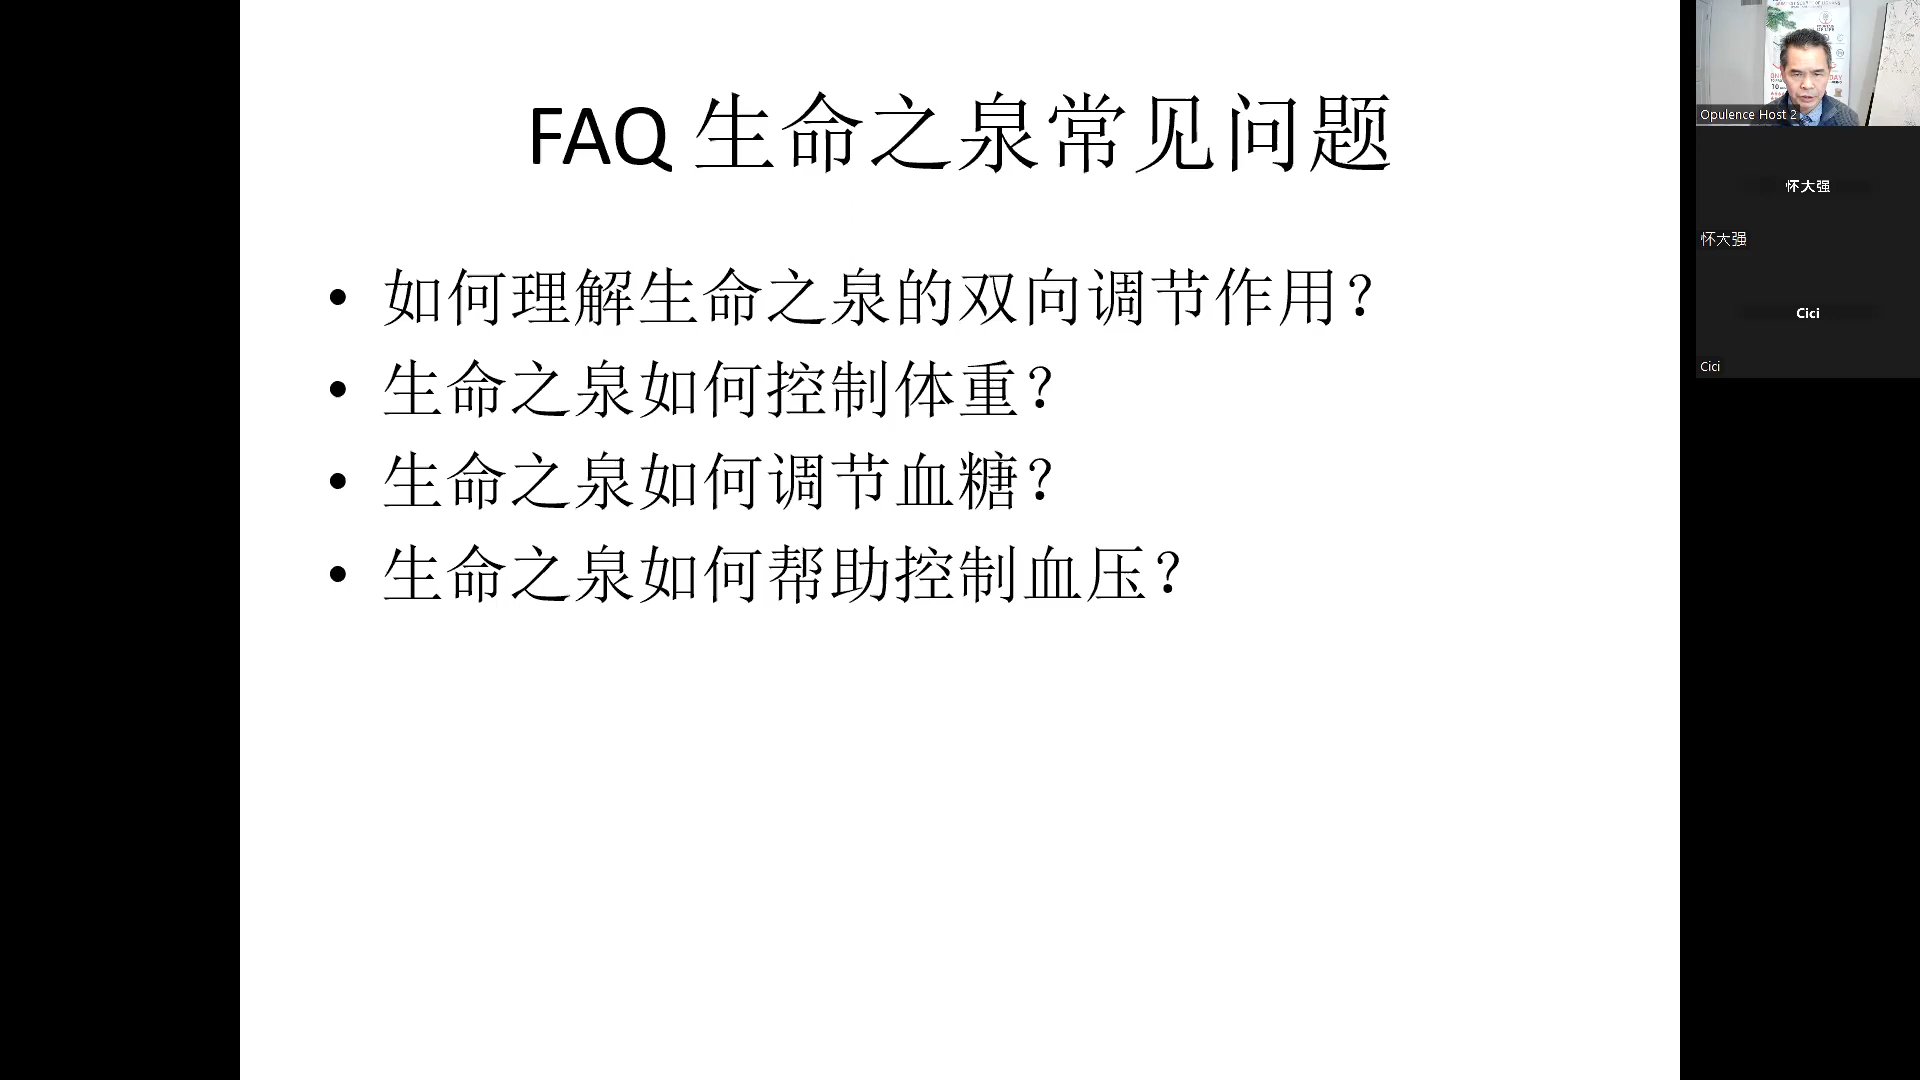 FAQ 生命之泉常见问题
• 如何理解生命之泉的双向调节作用？
• 生命之泉如何控制体重？
• 生命之泉如何调节血糖？
• 生命之泉如何帮助控制血压？
Opulence Host 2
怀大强
怀大强
Cici
Cici